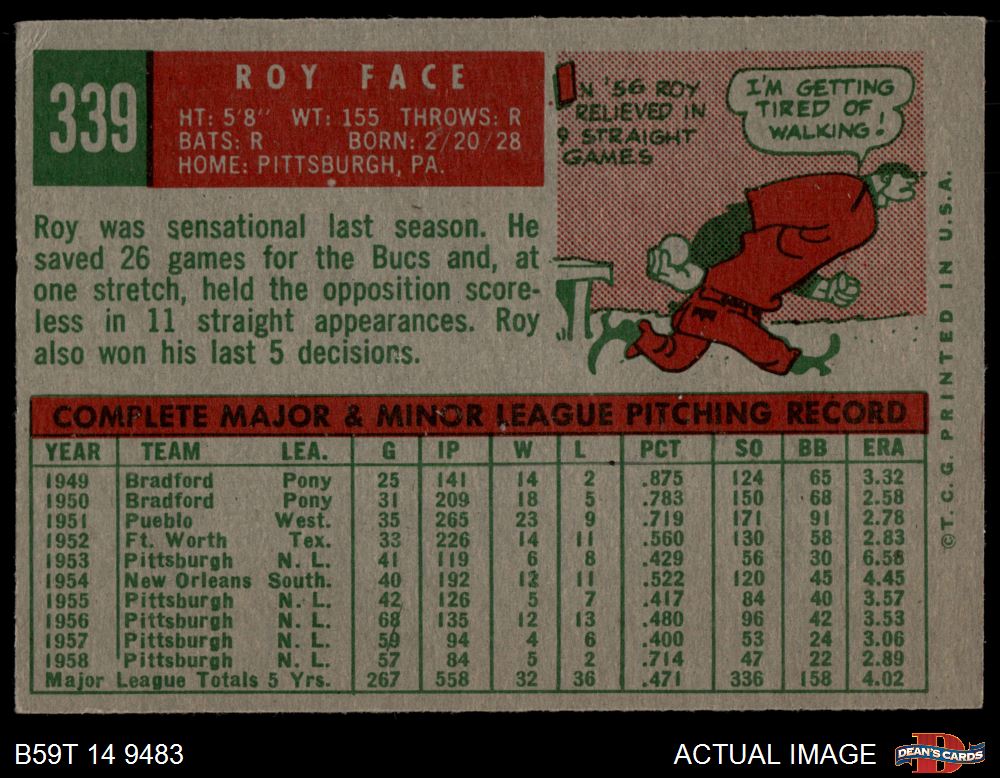 339
ROY FACE
HT: 5'8" WT: 155 THROWS: R
BATS: R BORN: 2/20/28
HOME: PITTSBURGH, PA.
IN '56 ROY
RELIEVED IN
9 STRAIGHT
GAMES
I'M GETTING
TIRED OF
WALKING!
Roy was sensational last season. He
saved 26 games for the Bucs and, at
one stretch, held the opposition score-
less in 11 straight appearances. Roy
also won his last 5 decisions.
COMPLETE MAJOR & MINOR LEAGUE PITCHING RECORD
YEAR TEAM LEA. G IP W L PCT SO BB ERA
1949 Bradford Pony 25 141 14 2 .875 124 65 3.32
1950 Bradford Pony 31 209 18 5 .783 150 68 2.58
1951 Pueblo West. 35 265 23 9 .719 171 91 2.78
1952 Ft. Worth Tex. 33 226 14 11 .560 130 58 2.83
1953 Pittsburgh N. L. 41 119 6 8 .429 56 30 6.58
1954 New Orleans South. 40 192 12 11 .522 120 45 4.45
1955 Pittsburgh N. L. 42 126 5 7 .417 84 40 3.57
1956 Pittsburgh N. L. 68 135 12 13 .480 96 42 3.53
1957 Pittsburgh N. L. 59 94 4 6 .400 53 24 3.06
1958 Pittsburgh N. L. 57 84 5 2 .714 47 22 2.89
Major League Totals 5 Yrs. 267 558 32 36 .471 336 158 4.02
©T. C. G. PRINTED IN U.S.A.
B59T 14 9483
ACTUAL IMAGE
DEAN'S CARDS